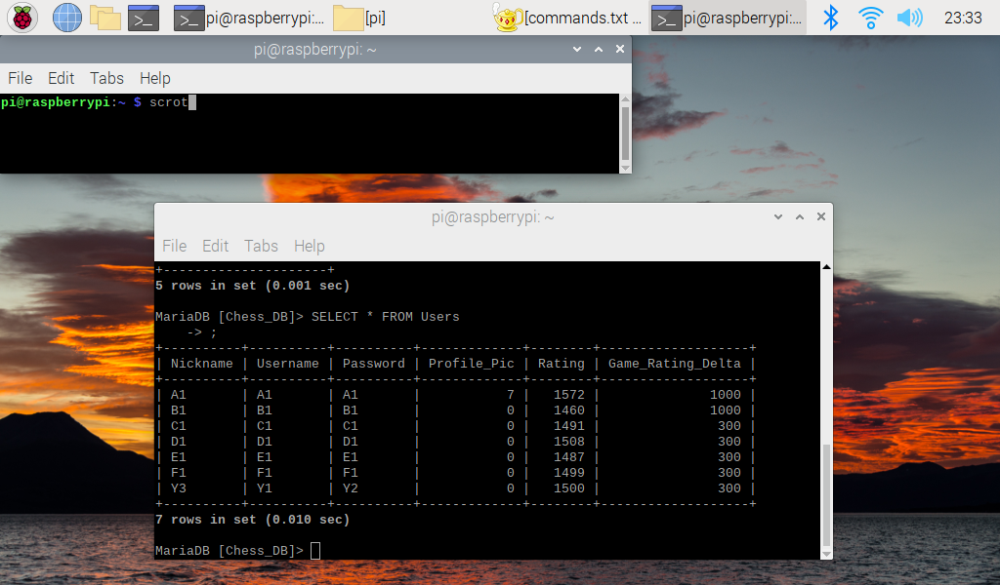 pi@raspberrypi:... [pi] [commands.txt ... pi@raspberrypi:... 23:33
pi@raspberrypi: ~
File Edit Tabs Help
pi@raspberrypi:~ $ scrot
pi@raspberrypi: ~
File Edit Tabs Help
+---------------------+
5 rows in set (0.001 sec)
MariaDB [Chess_DB]> SELECT * FROM Users
    -> ;
+----------+----------+----------+-------------+--------+-------------------+
| Nickname | Username | Password | Profile_Pic | Rating | Game_Rating_Delta |
+----------+----------+----------+-------------+--------+-------------------+
| A1       | A1       | A1       |           7 |   1572 |              1000 |
| B1       | B1       | B1       |           0 |   1460 |              1000 |
| C1       | C1       | C1       |           0 |   1491 |               300 |
| D1       | D1       | D1       |           0 |   1508 |               300 |
| E1       | E1       | E1       |           0 |   1487 |               300 |
| F1       | F1       | F1       |           0 |   1499 |               300 |
| Y3       | Y1       | Y2       |           0 |   1500 |               300 |
+----------+----------+----------+-------------+--------+-------------------+
7 rows in set (0.010 sec)
MariaDB [Chess_DB]>